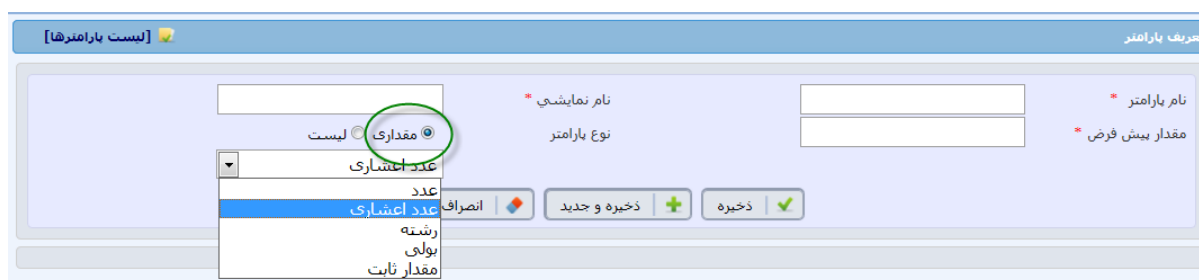 تعریف پارامتر [لیست پارامترها]
نام پارامتر * نام نمایشي *
مقدار پیش فرض * نوع پارامتر مقداری لیست
عدد اعشاری
عدد
عدد اعشاری
رشته
بولی
مقدار ثابت
ذخیره ذخیره و جدید انصراف